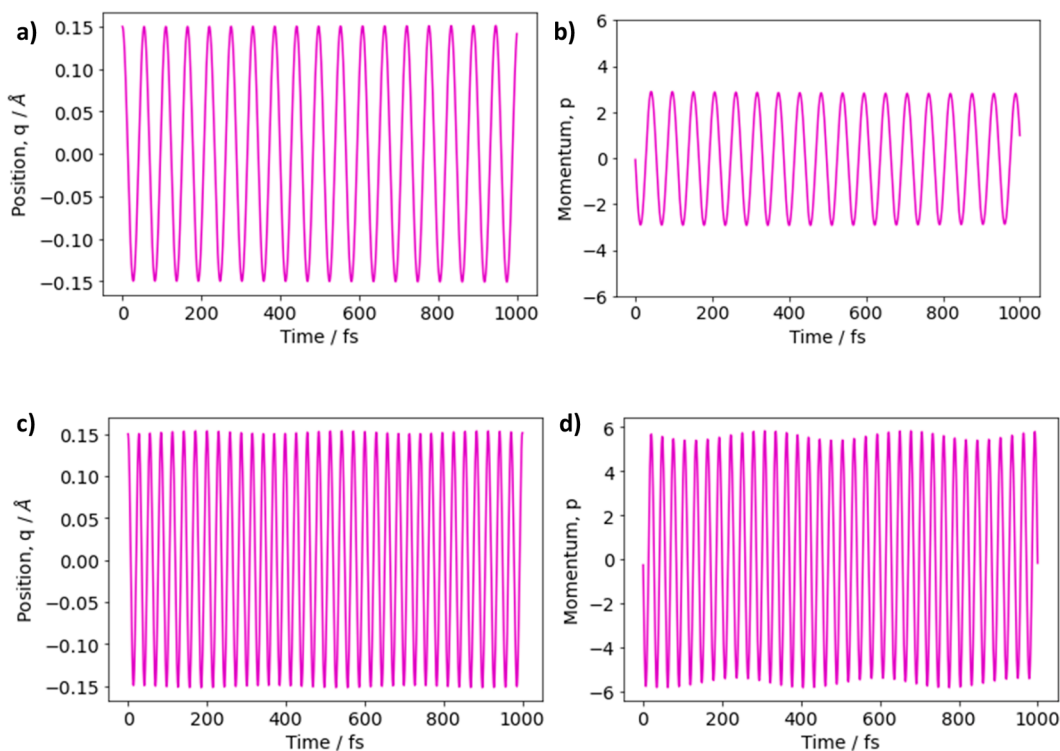 a)
0.15
0.10
0.05
0.00
−0.05
−0.10
−0.15
Position, q / Å
0 200 400 600 800 1000
Time / fs
b)
6
4
2
0
−2
−4
−6
Momentum, p
0 200 400 600 800 1000
Time / fs
c)
0.15
0.10
0.05
0.00
−0.05
−0.10
−0.15
Position, q / Å
0 200 400 600 800 1000
Time / fs
d)
6
4
2
0
−2
−4
−6
Momentum, p
0 200 400 600 800 1000
Time / fs